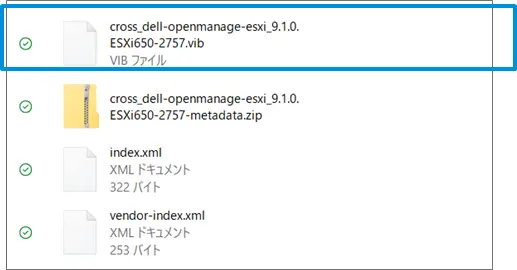 cross_dell-openmanage-esxi_9.1.0.
ESXi650-2757.vib
VIB ファイル
cross_dell-openmanage-esxi_9.1.0.
ESXi650-2757-metadata.zip
index.xml
XML ドキュメント
322 バイト
vendor-index.xml
XML ドキュメント
253 バイト